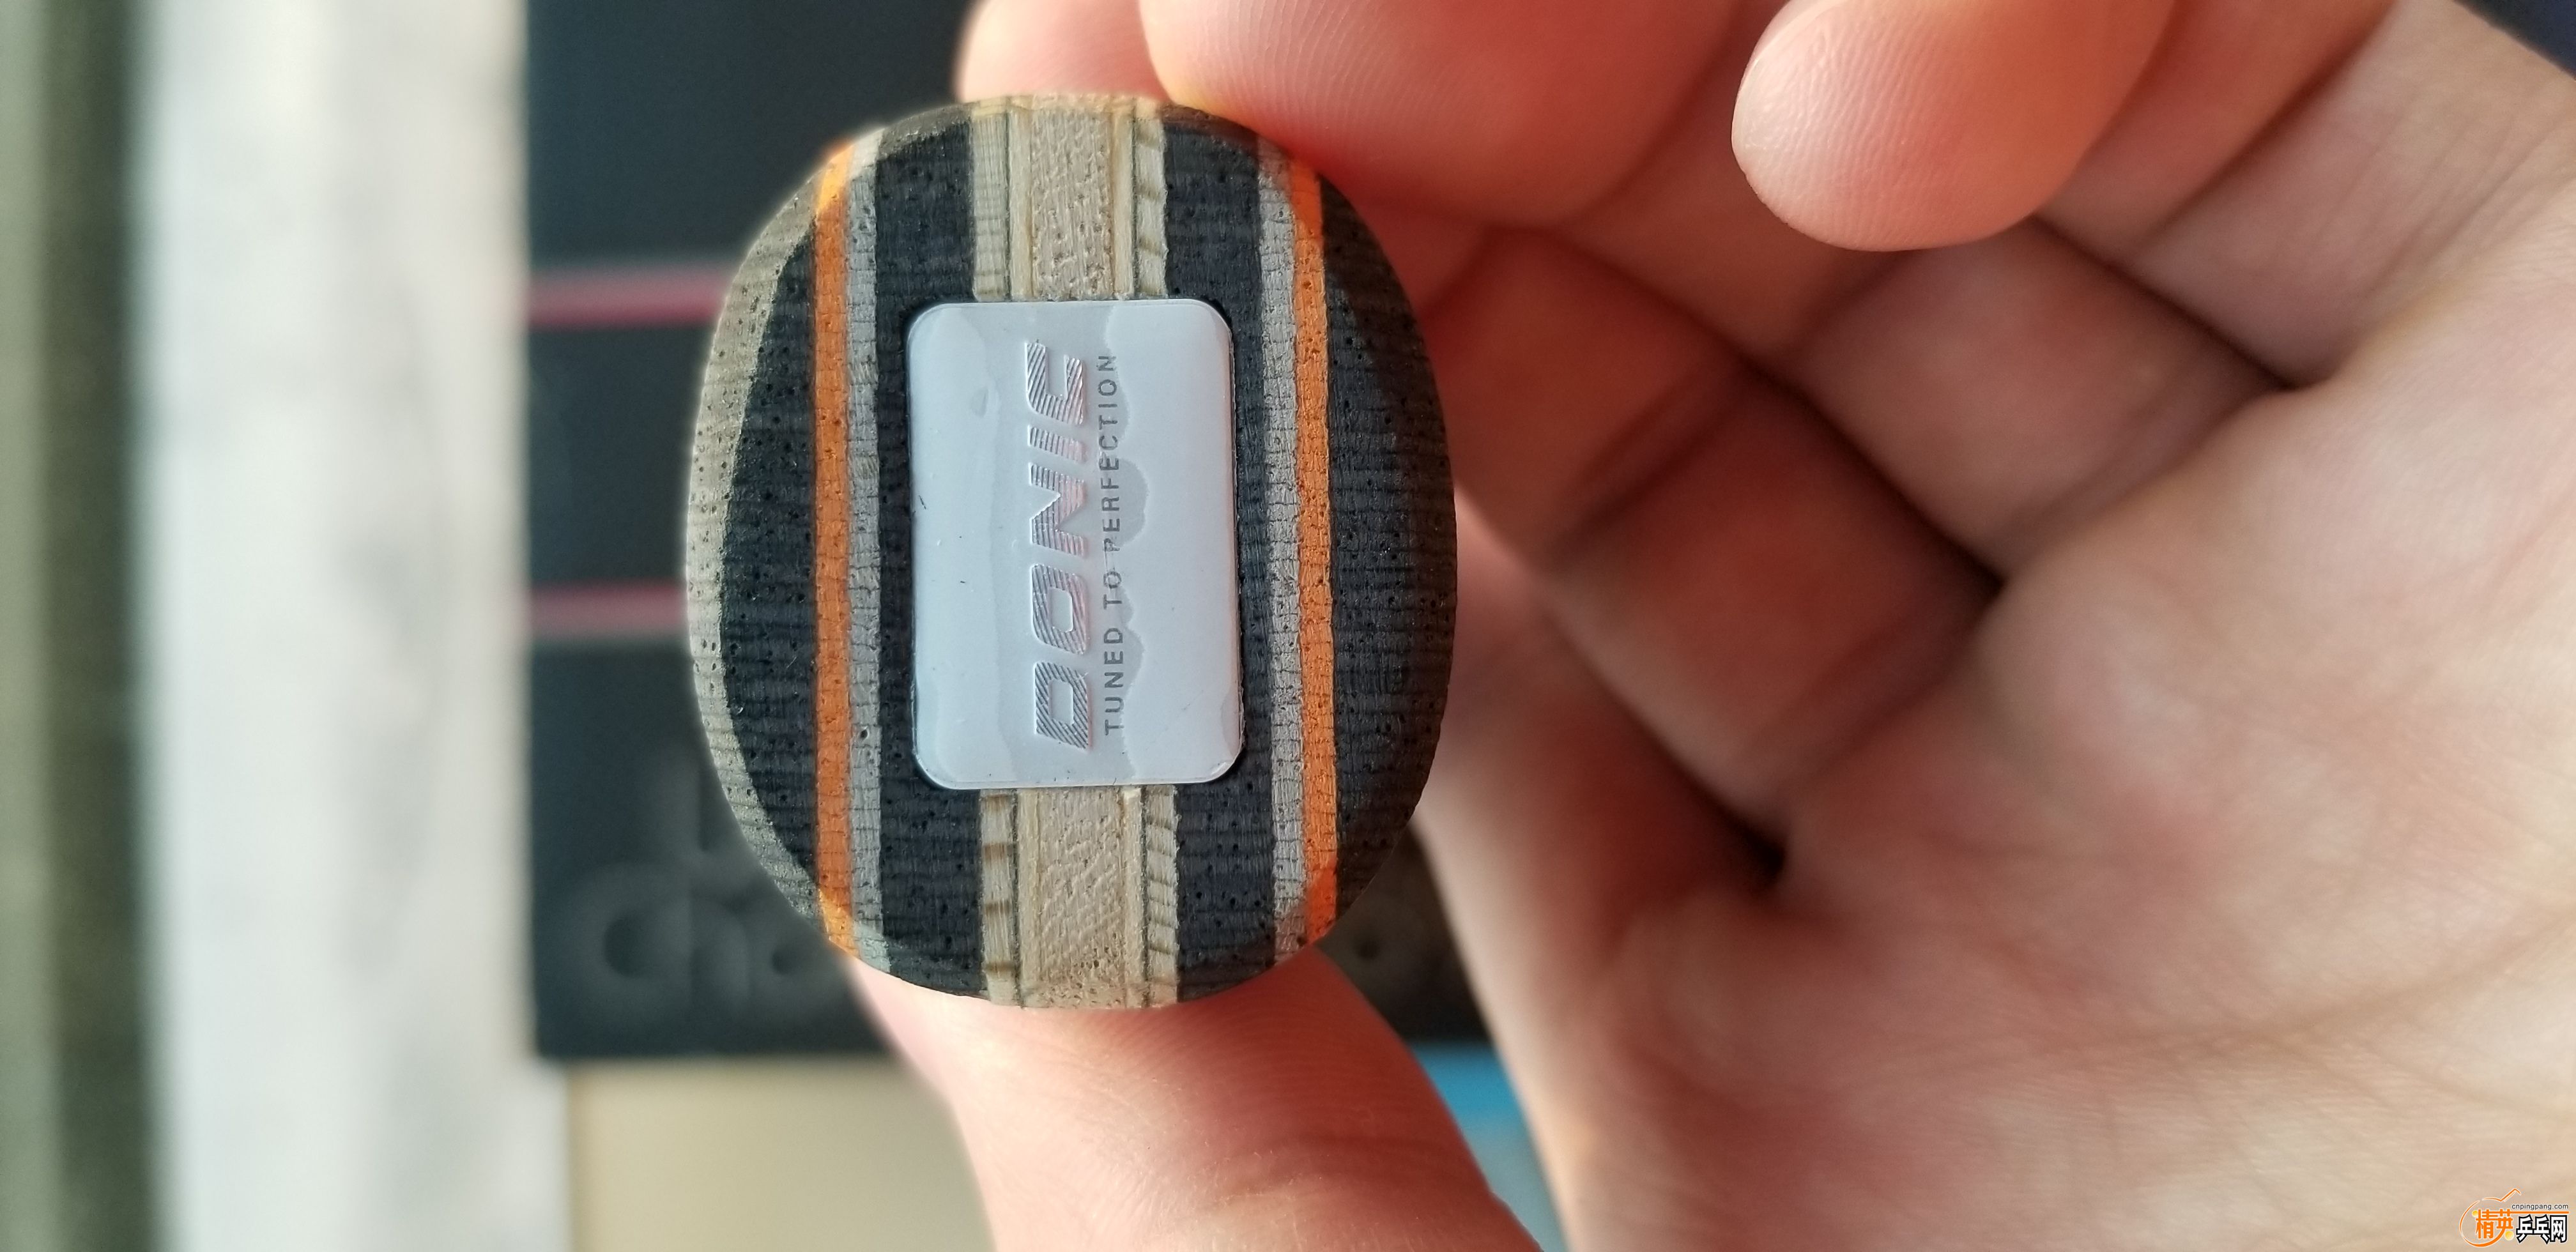 DONIC
TUNED TO PERFECTION
cnpingpang.com
精英乒乓网